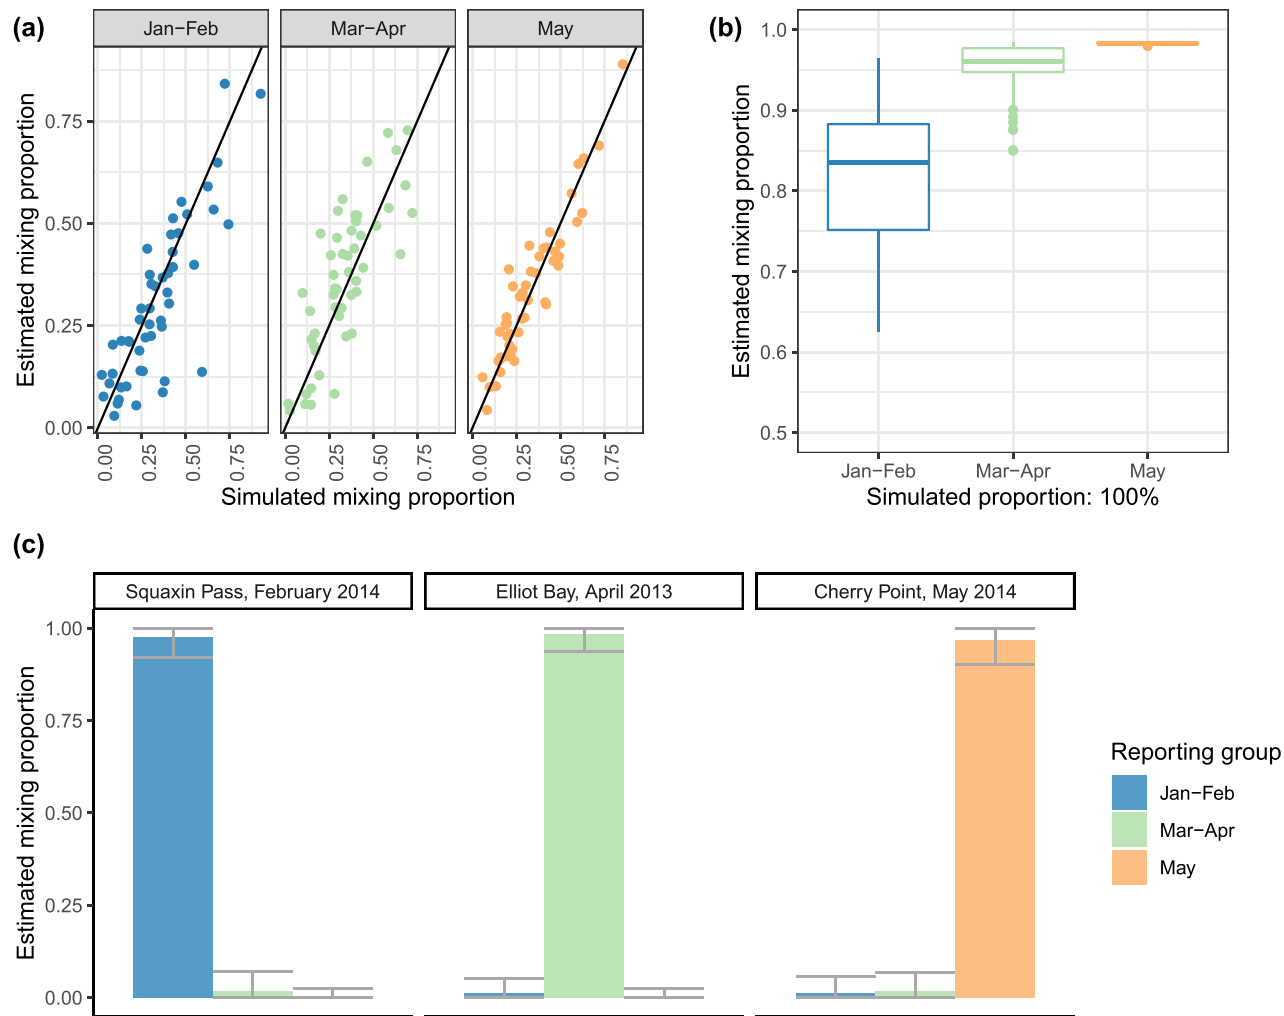 (a)
Jan−Feb
Mar−Apr
May
Estimated mixing proportion
0.75
0.50
0.25
0.00
0.00 0.25 0.50 0.75
0.00 0.25 0.50 0.75
0.00 0.25 0.50 0.75
Simulated mixing proportion
(b)
Estimated mixing proportion
1.0
0.9
0.8
0.7
0.6
0.5
Jan−Feb Mar−Apr May
Simulated proportion: 100%
(c)
Squaxin Pass, February 2014
Elliot Bay, April 2013
Cherry Point, May 2014
Estimated mixing proportion
1.00
0.75
0.50
0.25
0.00
Reporting group
Jan−Feb
Mar−Apr
May